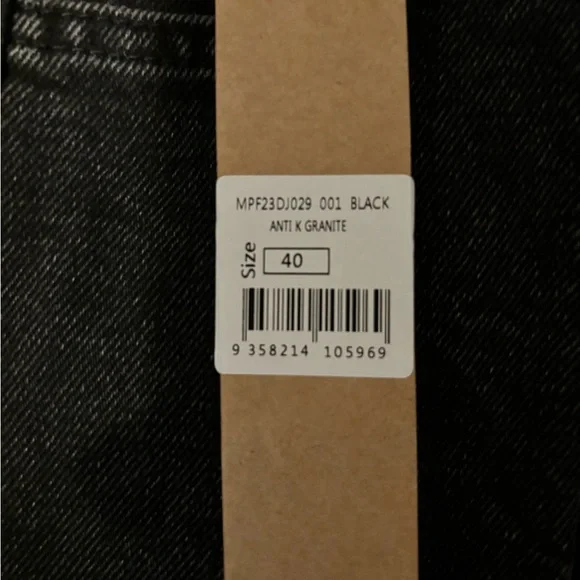 MPF23DJ029 001 BLACK
ANTI K GRANITE
Size 40
9 358214 105969